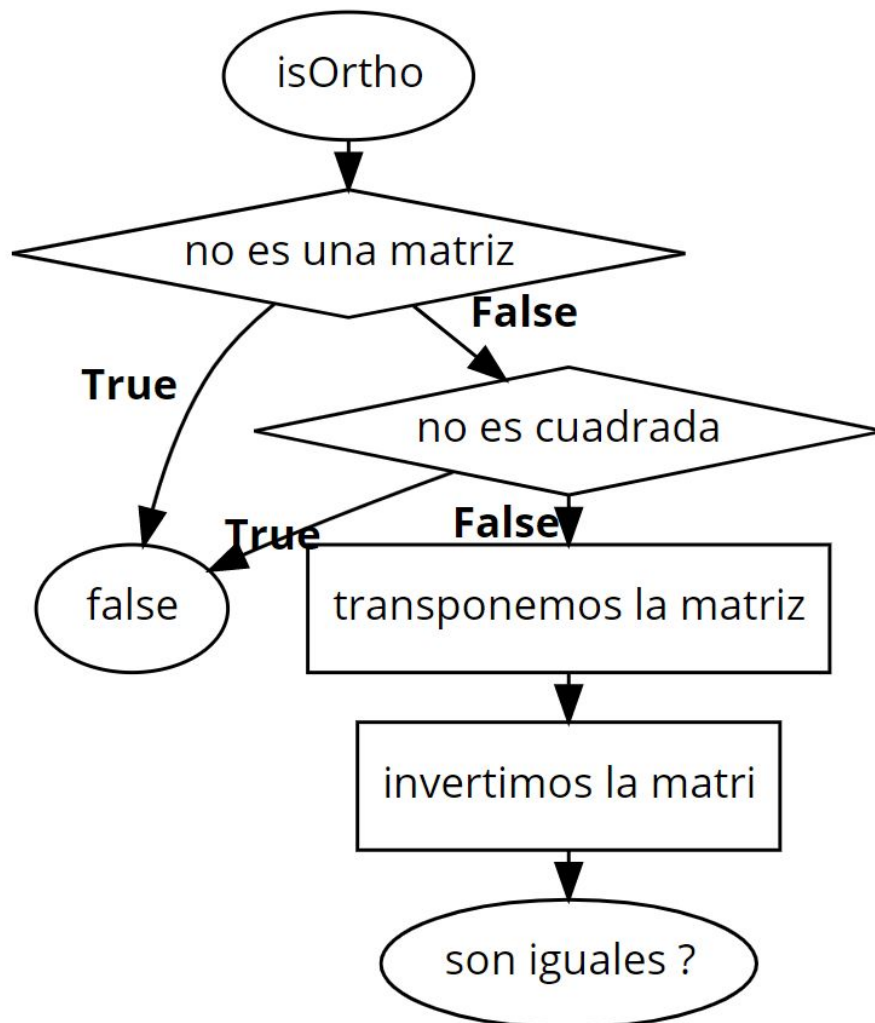 isOrtho
no es una matriz
False
True
no es cuadrada
True
False
false
transponemos la matriz
invertimos la matri
son iguales ?